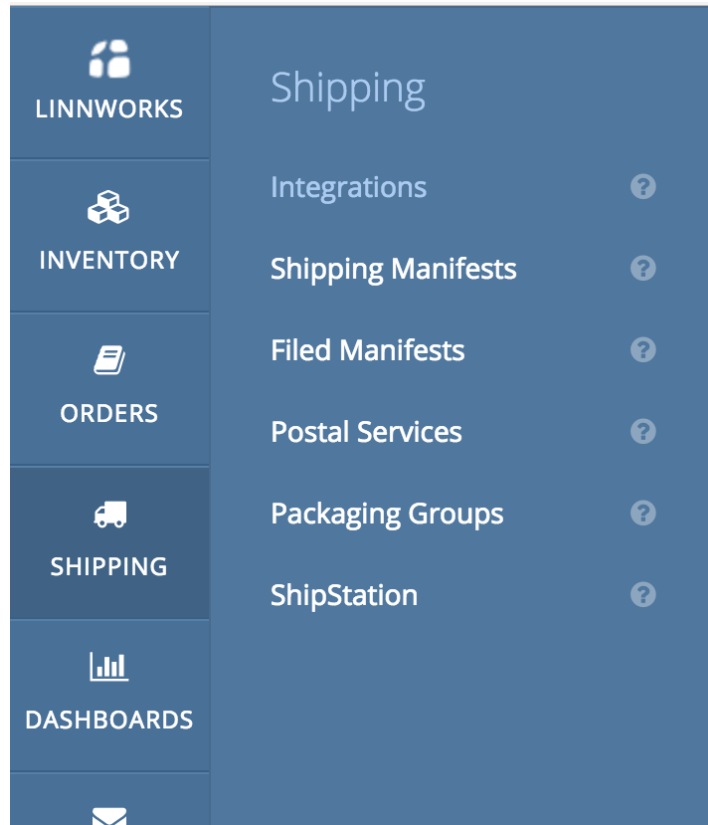 LINNWORKS
INVENTORY
ORDERS
SHIPPING
DASHBOARDS
Shipping
Integrations
Shipping Manifests
Filed Manifests
Postal Services
Packaging Groups
ShipStation